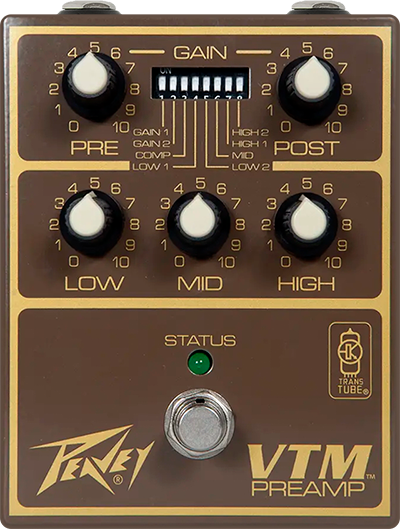 GAIN
0 1 2 3 4 5 6 7 8 9 10
ON
1 2 3 4 5 6 7 8
0 1 2 3 4 5 6 7 8 9 10
PRE
POST
GAIN 1
GAIN 2
COMP
LOW 1
HIGH 2
HIGH 1
MID
LOW 2
0 1 2 3 4 5 6 7 8 9 10
0 1 2 3 4 5 6 7 8 9 10
0 1 2 3 4 5 6 7 8 9 10
LOW
MID
HIGH
STATUS
TRANS
TUBE®
PEAVEY®
VTM™
PREAMP